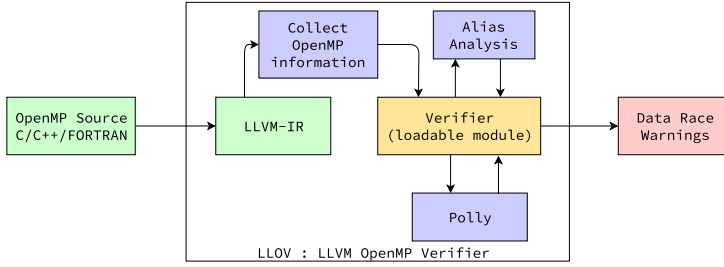 Collect
OpenMP
information
Alias
Analysis
OpenMP Source
C/C++/FORTRAN
LLVM-IR
Verifier
(loadable module)
Data Race
Warnings
Polly
LLOV : LLVM OpenMP Verifier